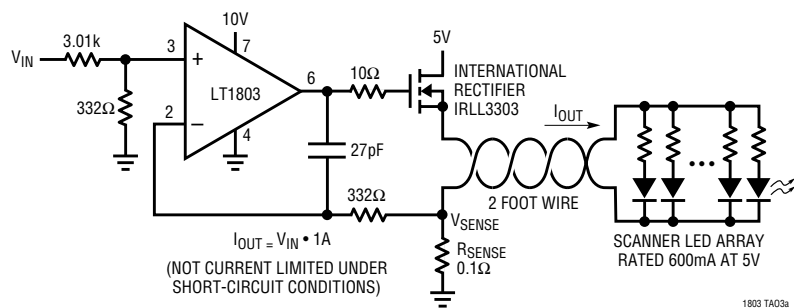 10V
5V
3.01k
V_IN
3
7
+
LT1803
6
10Ω
INTERNATIONAL
RECTIFIER
IRLL3303
332Ω
2
–
4
I_OUT
27pF
332Ω
2 FOOT WIRE
V_SENSE
I_OUT = V_IN • 1A
(NOT CURRENT LIMITED UNDER
SHORT-CIRCUIT CONDITIONS)
R_SENSE
0.1Ω
SCANNER LED ARRAY
RATED 600mA AT 5V
1803 TA03a